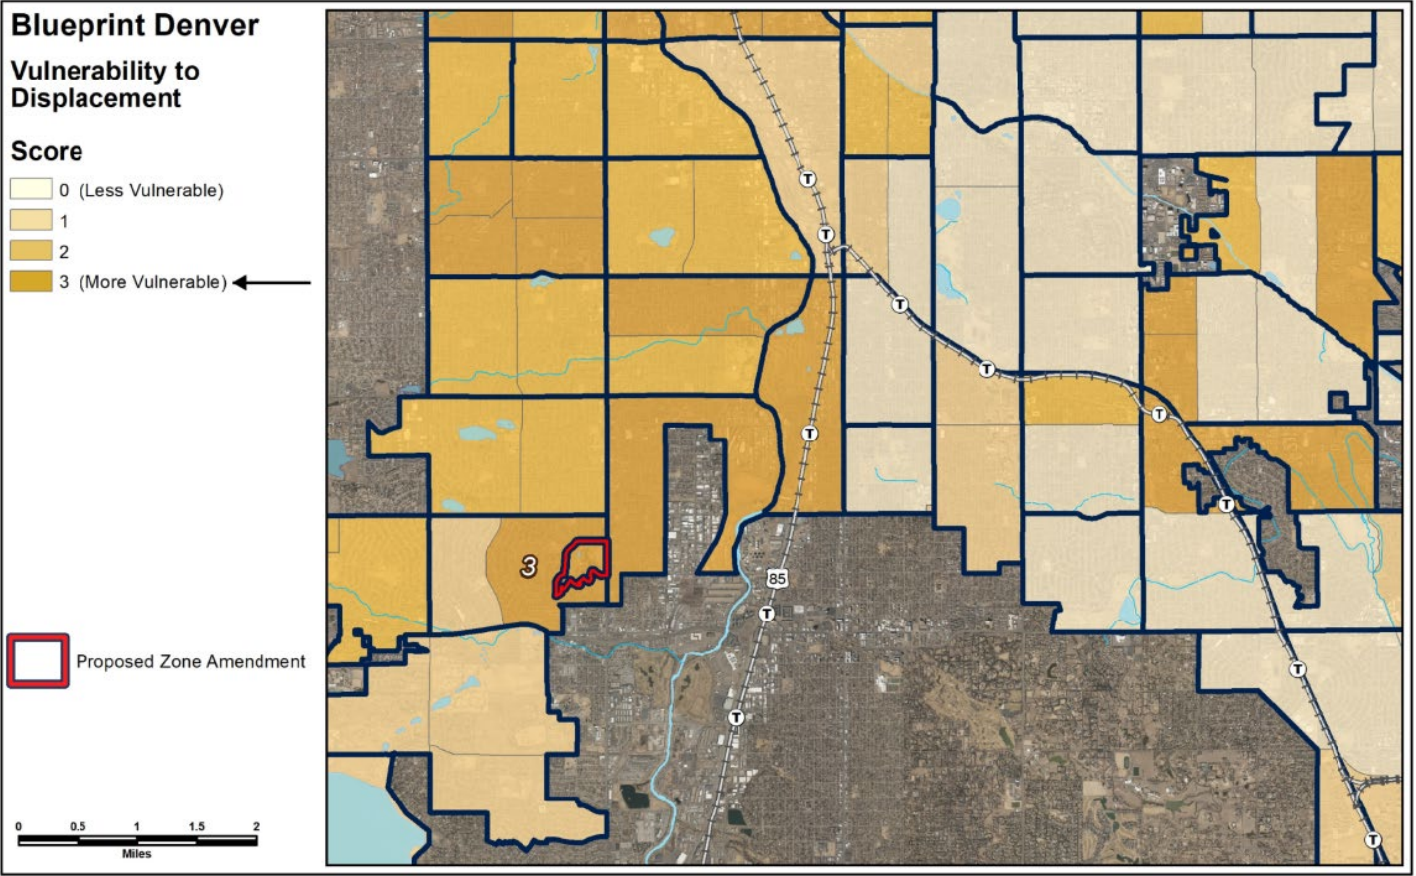 Blueprint Denver
Vulnerability to
Displacement
Score
0 (Less Vulnerable)
1
2
3 (More Vulnerable)
Proposed Zone Amendment
0 0.5 1 1.5 2
Miles
T
T
T
T
T
T
T
3
85
T
T
T
T